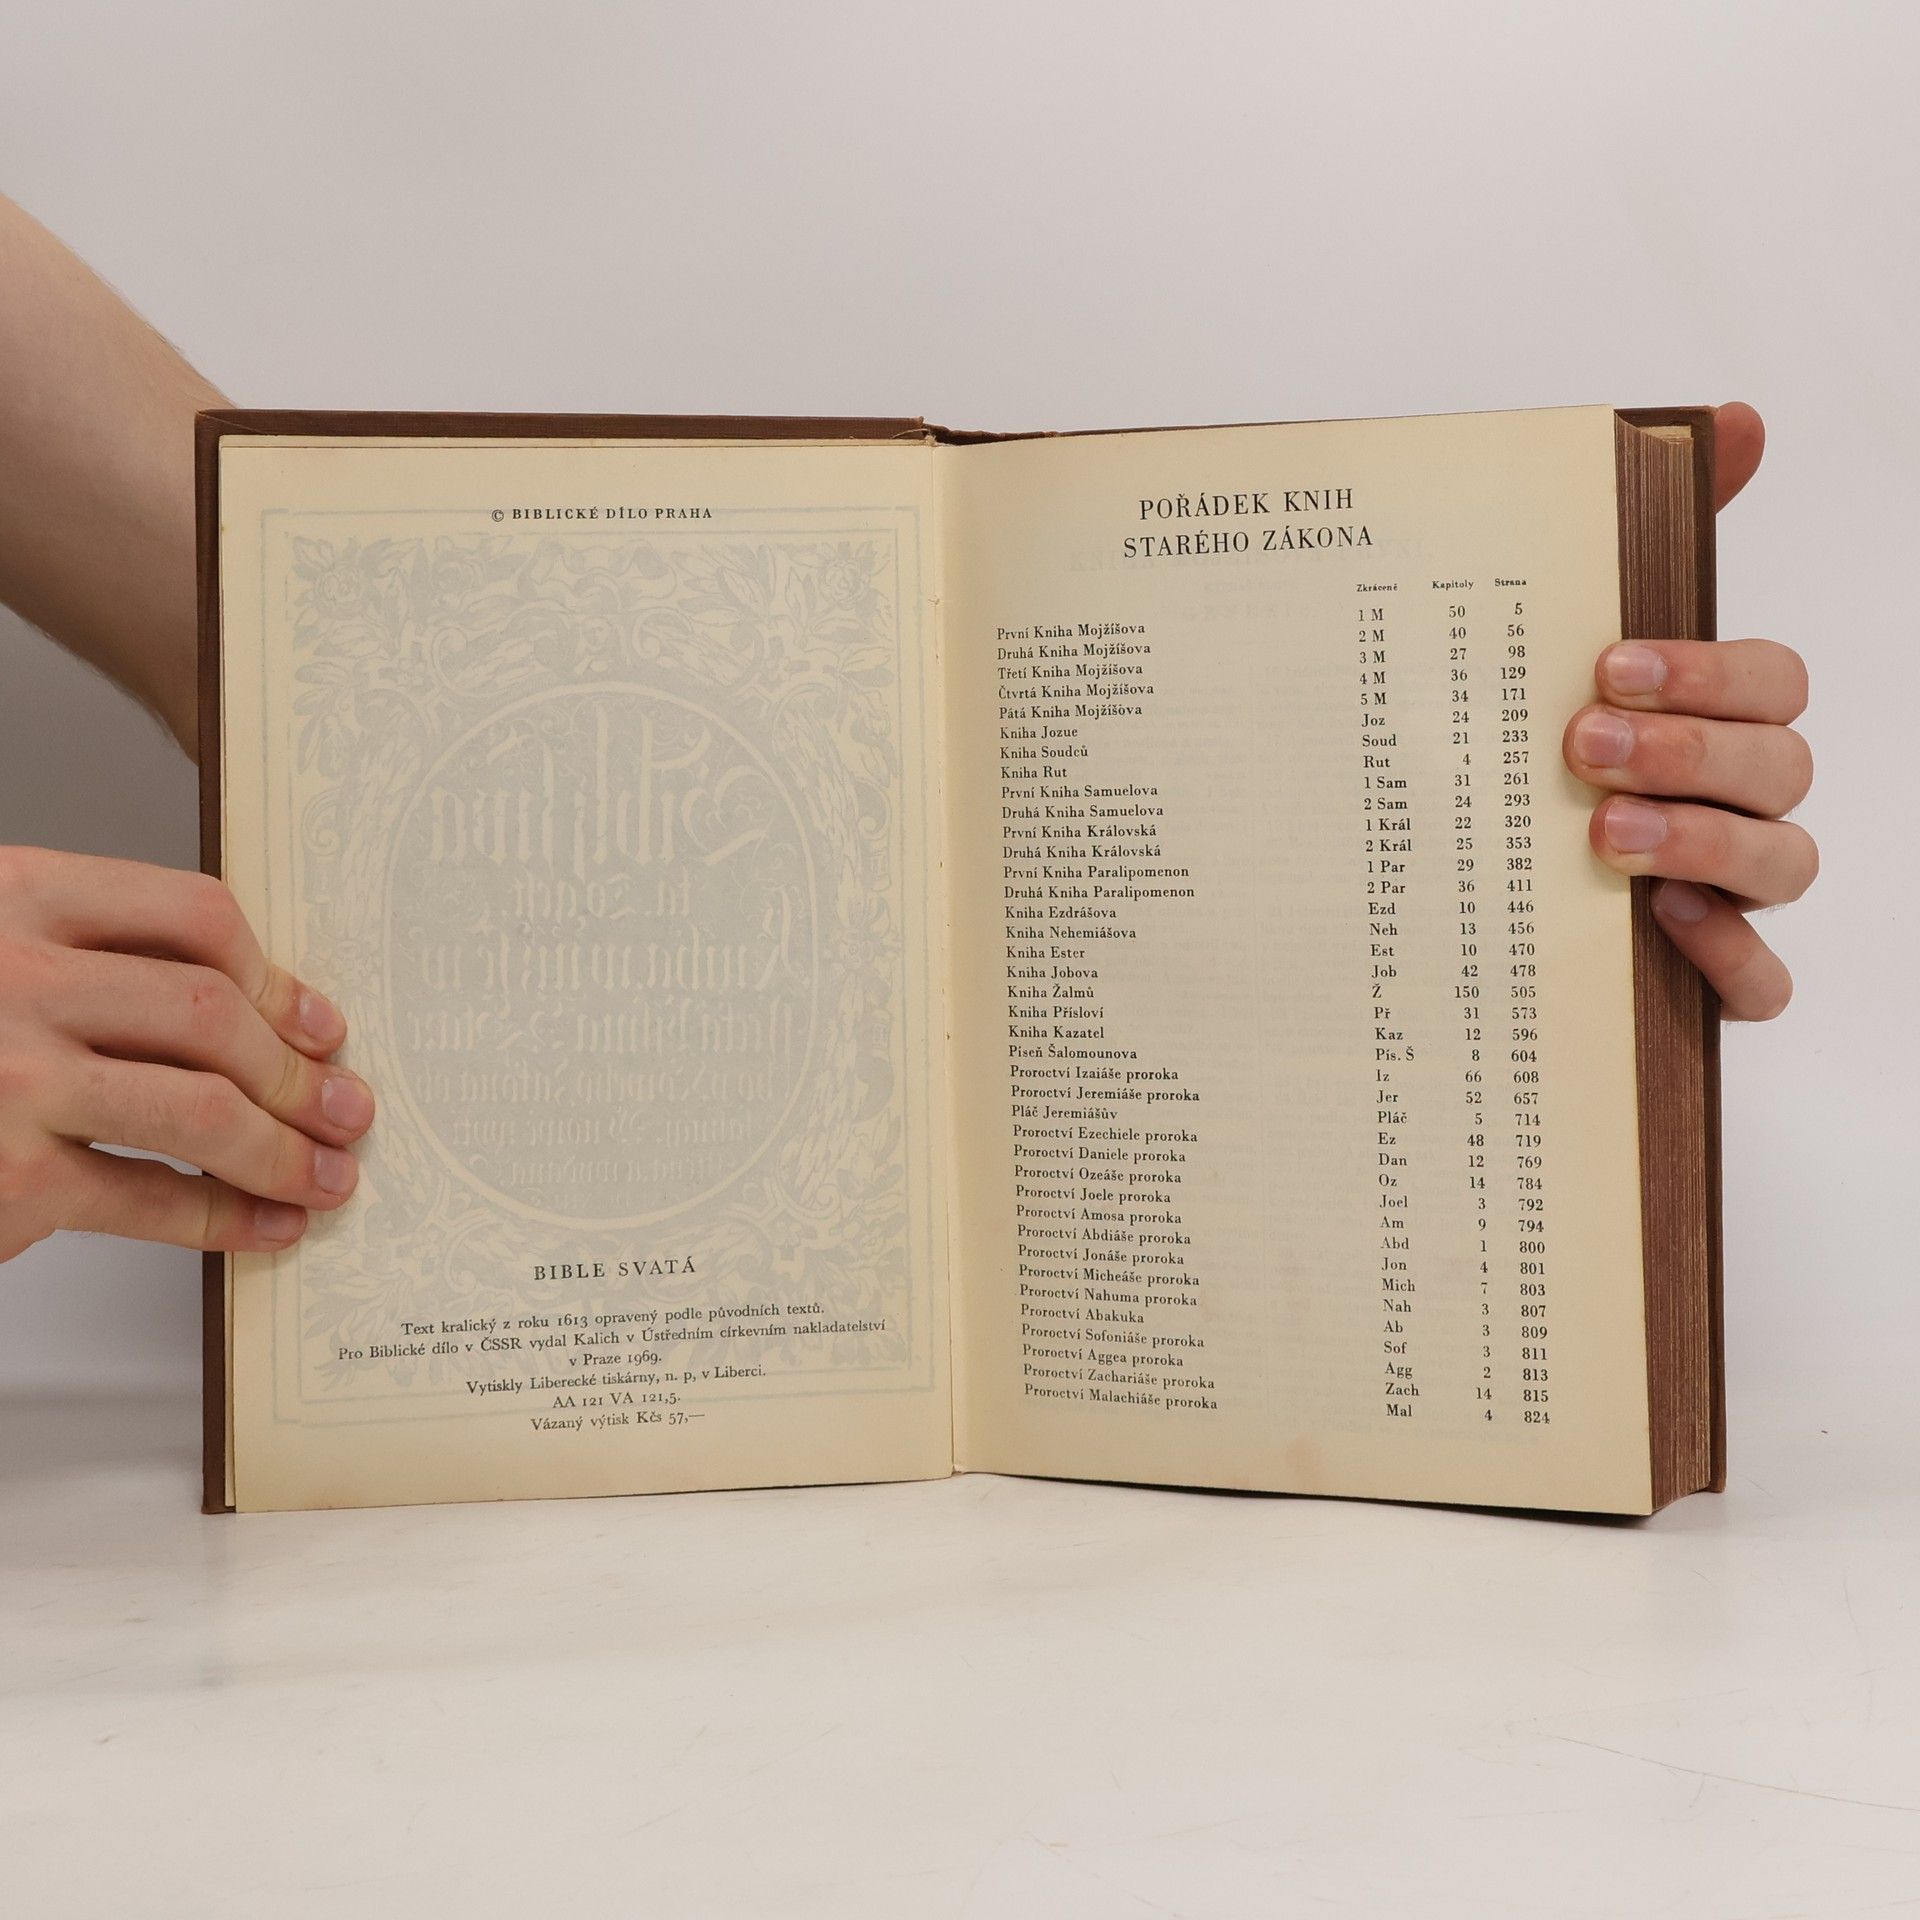 © BIBLICKÉ DÍLO PRAHA
BIBLE SVATÁ
Text kralický z roku 1613 opravený podle původních textů.
Pro Biblické dílo v ČSSR vydal Kalich v Ústředním církevním nakladatelství
v Praze 1969.
Vytiskly Liberecké tiskárny, n. p, v Liberci.
AA 121 VA 121,5.
Vázaný výtisk Kčs 57,—
POŘÁDEK KNIH
STARÉHO ZÁKONA
Zkráceně Kapitoly Strana
První Kniha Mojžíšova 1 M 50 5
Druhá Kniha Mojžíšova 2 M 40 56
Třetí Kniha Mojžíšova 3 M 27 98
Čtvrtá Kniha Mojžíšova 4 M 36 129
Pátá Kniha Mojžíšova 5 M 34 171
Kniha Jozue Joz 24 209
Kniha Soudců Soud 21 233
Kniha Rut Rut 4 257
První Kniha Samuelova 1 Sam 31 261
Druhá Kniha Samuelova 2 Sam 24 293
První Kniha Královská 1 Král 22 320
Druhá Kniha Královská 2 Král 25 353
První Kniha Paralipomenon 1 Par 29 382
Druhá Kniha Paralipomenon 2 Par 36 411
Kniha Ezdrášova Ezd 10 446
Kniha Nehemiášova Neh 13 456
Kniha Ester Est 10 470
Kniha Jobova Job 42 478
Kniha Žalmů Ž 150 505
Kniha Přísloví Př 31 573
Kniha Kazatel Kaz 12 596
Píseň Šalomounova Pís. Š 8 604
Proroctví Izaiáše proroka Iz 66 608
Proroctví Jeremiáše proroka Jer 52 657
Pláč Jeremiášův Pláč 5 714
Proroctví Ezechiele proroka Ez 48 719
Proroctví Daniele proroka Dan 12 769
Proroctví Ozeáše proroka Oz 14 784
Proroctví Joele proroka Joel 3 792
Proroctví Amosa proroka Am 9 794
Proroctví Abdiáše proroka Abd 1 800
Proroctví Jonáše proroka Jon 4 801
Proroctví Micheáše proroka Mich 7 803
Proroctví Nahuma proroka Nah 3 807
Proroctví Abakuka Ab 3 809
Proroctví Sofoniáše proroka Sof 3 811
Proroctví Aggea proroka Agg 2 813
Proroctví Zachariáše proroka Zach 14 815
Proroctví Malachiáše proroka Mal 4 824